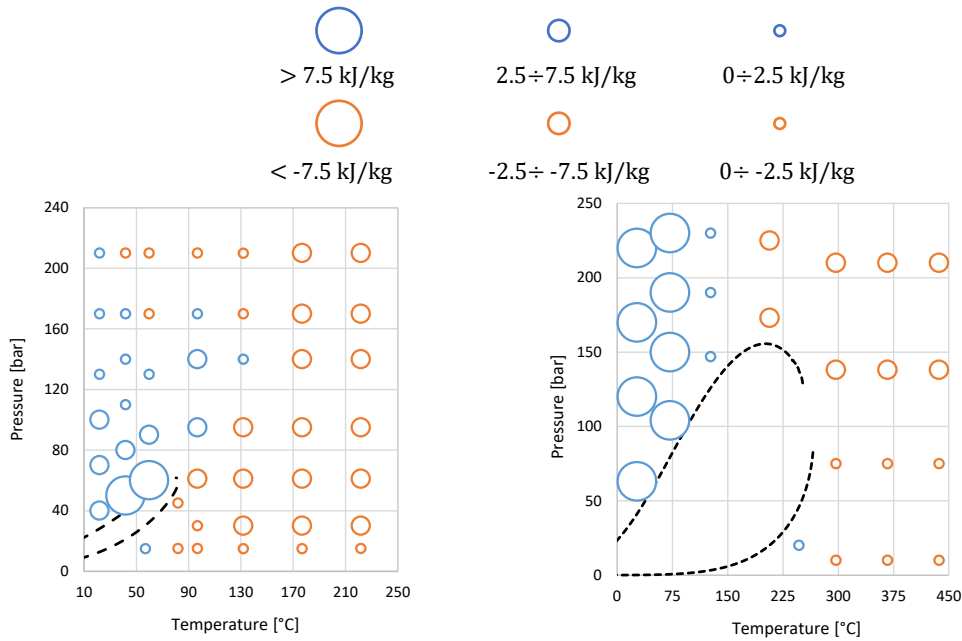 > 7.5 kJ/kg 2.5÷7.5 kJ/kg 0÷2.5 kJ/kg
< -7.5 kJ/kg -2.5÷ -7.5 kJ/kg 0÷ -2.5 kJ/kg
240
200
160
120
80
40
0
Pressure [bar]
10 50 90 130 170 210 250
Temperature [°C]
250
200
150
100
50
0
Pressure [bar]
0 75 150 225 300 375 450
Temperature [°C]